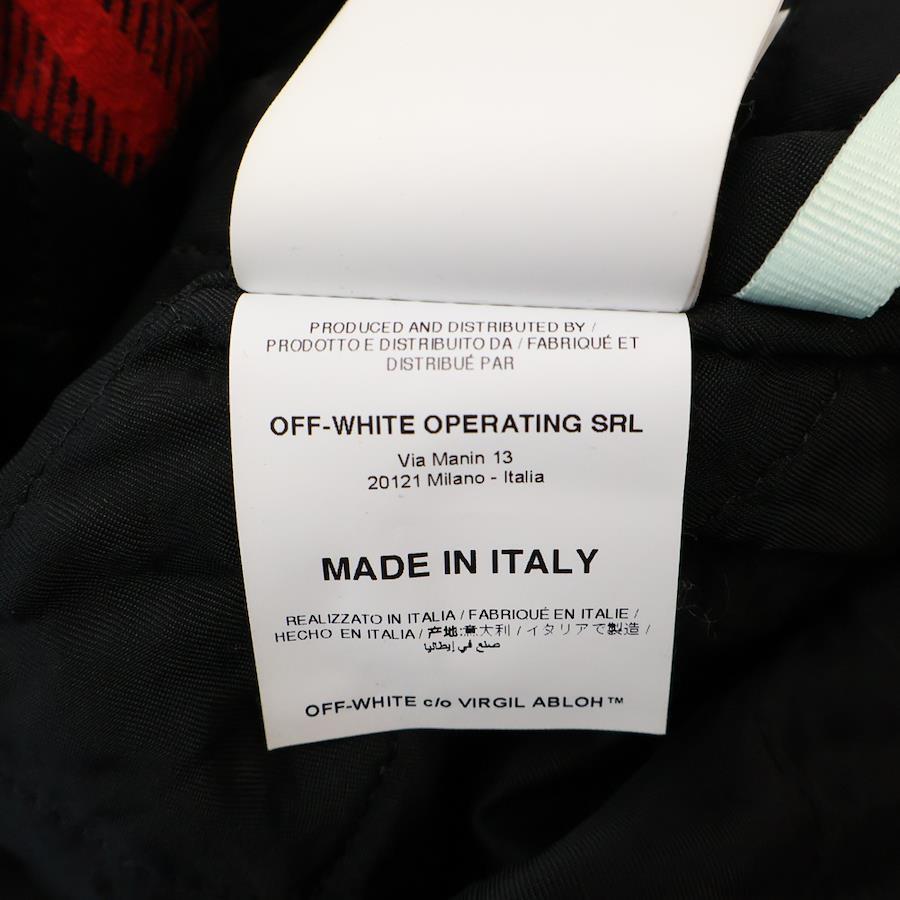 PRODUCED AND DISTRIBUTED BY /
PRODOTTO E DISTRIBUITO DA / FABRIQUÉ ET
DISTRIBUÉ PAR
OFF-WHITE OPERATING SRL
Via Manin 13
20121 Milano - Italia
MADE IN ITALY
REALIZZATO IN ITALIA / FABRIQUÉ EN ITALIE /
HECHO EN ITALIA / 产地:意大利 / イタリアで製造 /
صنع في إيطاليا
OFF-WHITE c/o VIRGIL ABLOH™